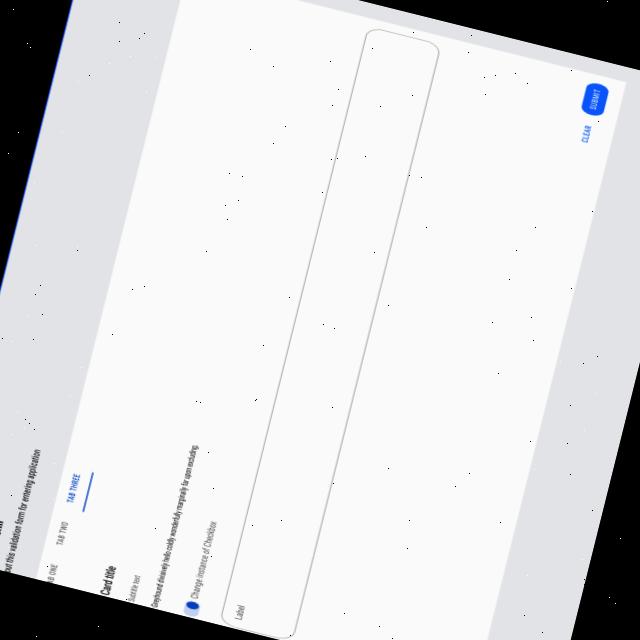 out this validation form for entering application
TAB TWO
TAB THREE
Card title
Subtitle text
Greyhound divisively hello coldly wonderfully marginally far upon excluding.
Change instance of Checkbox
Label
CLEAR
SUBMIT